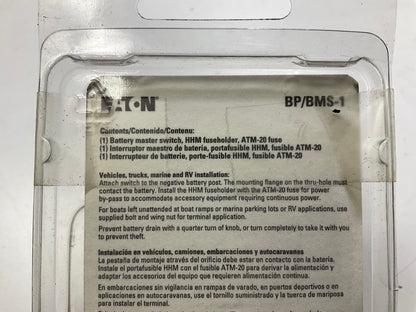 EATON BP/BMS-1
Contents/Contenido/Contenu:
(1) Battery master switch, HHM fuseholder, ATM-20 fuse
(1) Interruptor maestro de batería, portafusible HHM, fusible ATM-20
(1) Interrupteur de batterie, porte-fusible HHM, fusible ATM-20
Vehicles, trucks, marine and RV installation:
Attach switch to the negative battery post. The mounting flange on the thru-hole must
contact the battery. Install the HHM fuseholder with the ATM-20 fuse for power
by-pass to accommodate accessory equipment requiring continuous power.
For boats left unattended at boat ramps or marina parking lots or RV applications, use
supplied bolt and wing nut for terminal application.
Prevent battery drain with a quarter turn of knob, or turn completely to take it with you
to prevent theft.
Instalación en vehículos, camiones, embarcaciones y autocaravanas
La pestaña de montaje através del orificio debe estar en contacto con la batería.
Instale el portafusible HHM con el fusible ATM-20 para derivar la alimentación y
adaptar los accesorios del equipo que requieren alimentación continua.
En embarcaciones sin vigilancia en rampas de varado, en puertos deportivos o en
aplicaciones en autocaravanas, use el tornillo suministrado y la tuerca de mariposa
para instalar el terminal.